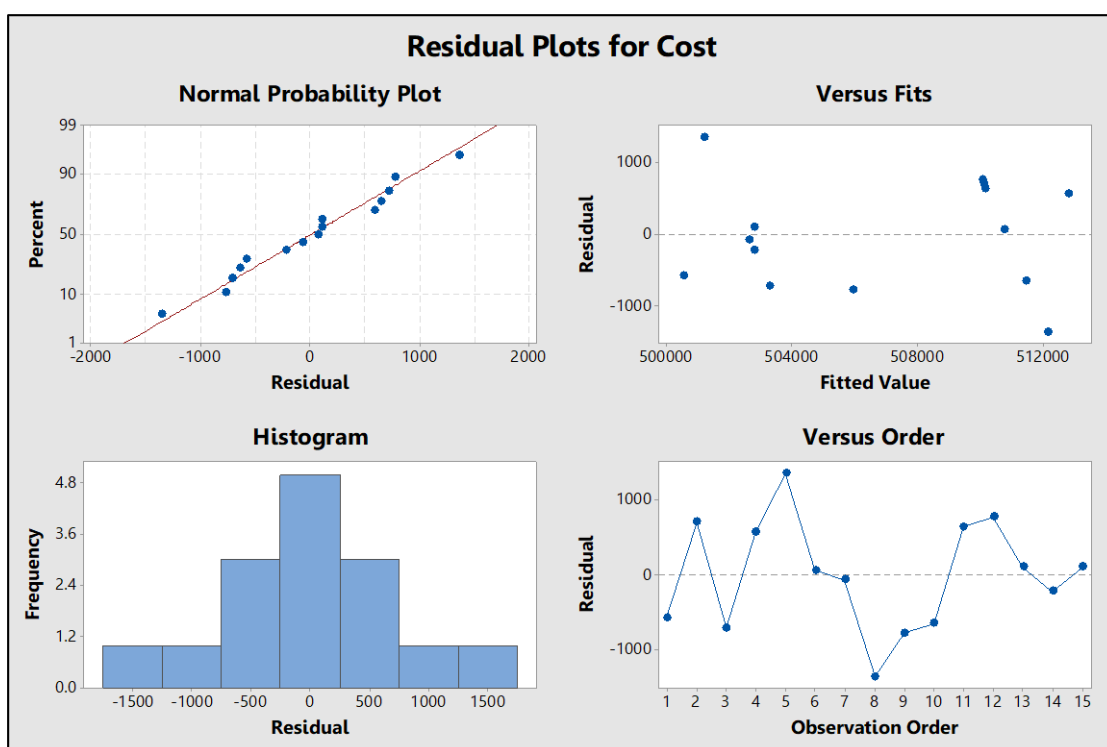 Residual Plots for Cost
Normal Probability Plot
99
90
50
10
1
Percent
-2000 -1000 0 1000 2000
Residual
Versus Fits
1000
0
-1000
Residual
500000 504000 508000 512000
Fitted Value
Histogram
4.8
3.6
2.4
1.2
0.0
Frequency
-1500 -1000 -500 0 500 1000 1500
Residual
Versus Order
1000
0
-1000
Residual
1 2 3 4 5 6 7 8 9 10 11 12 13 14 15
Observation Order